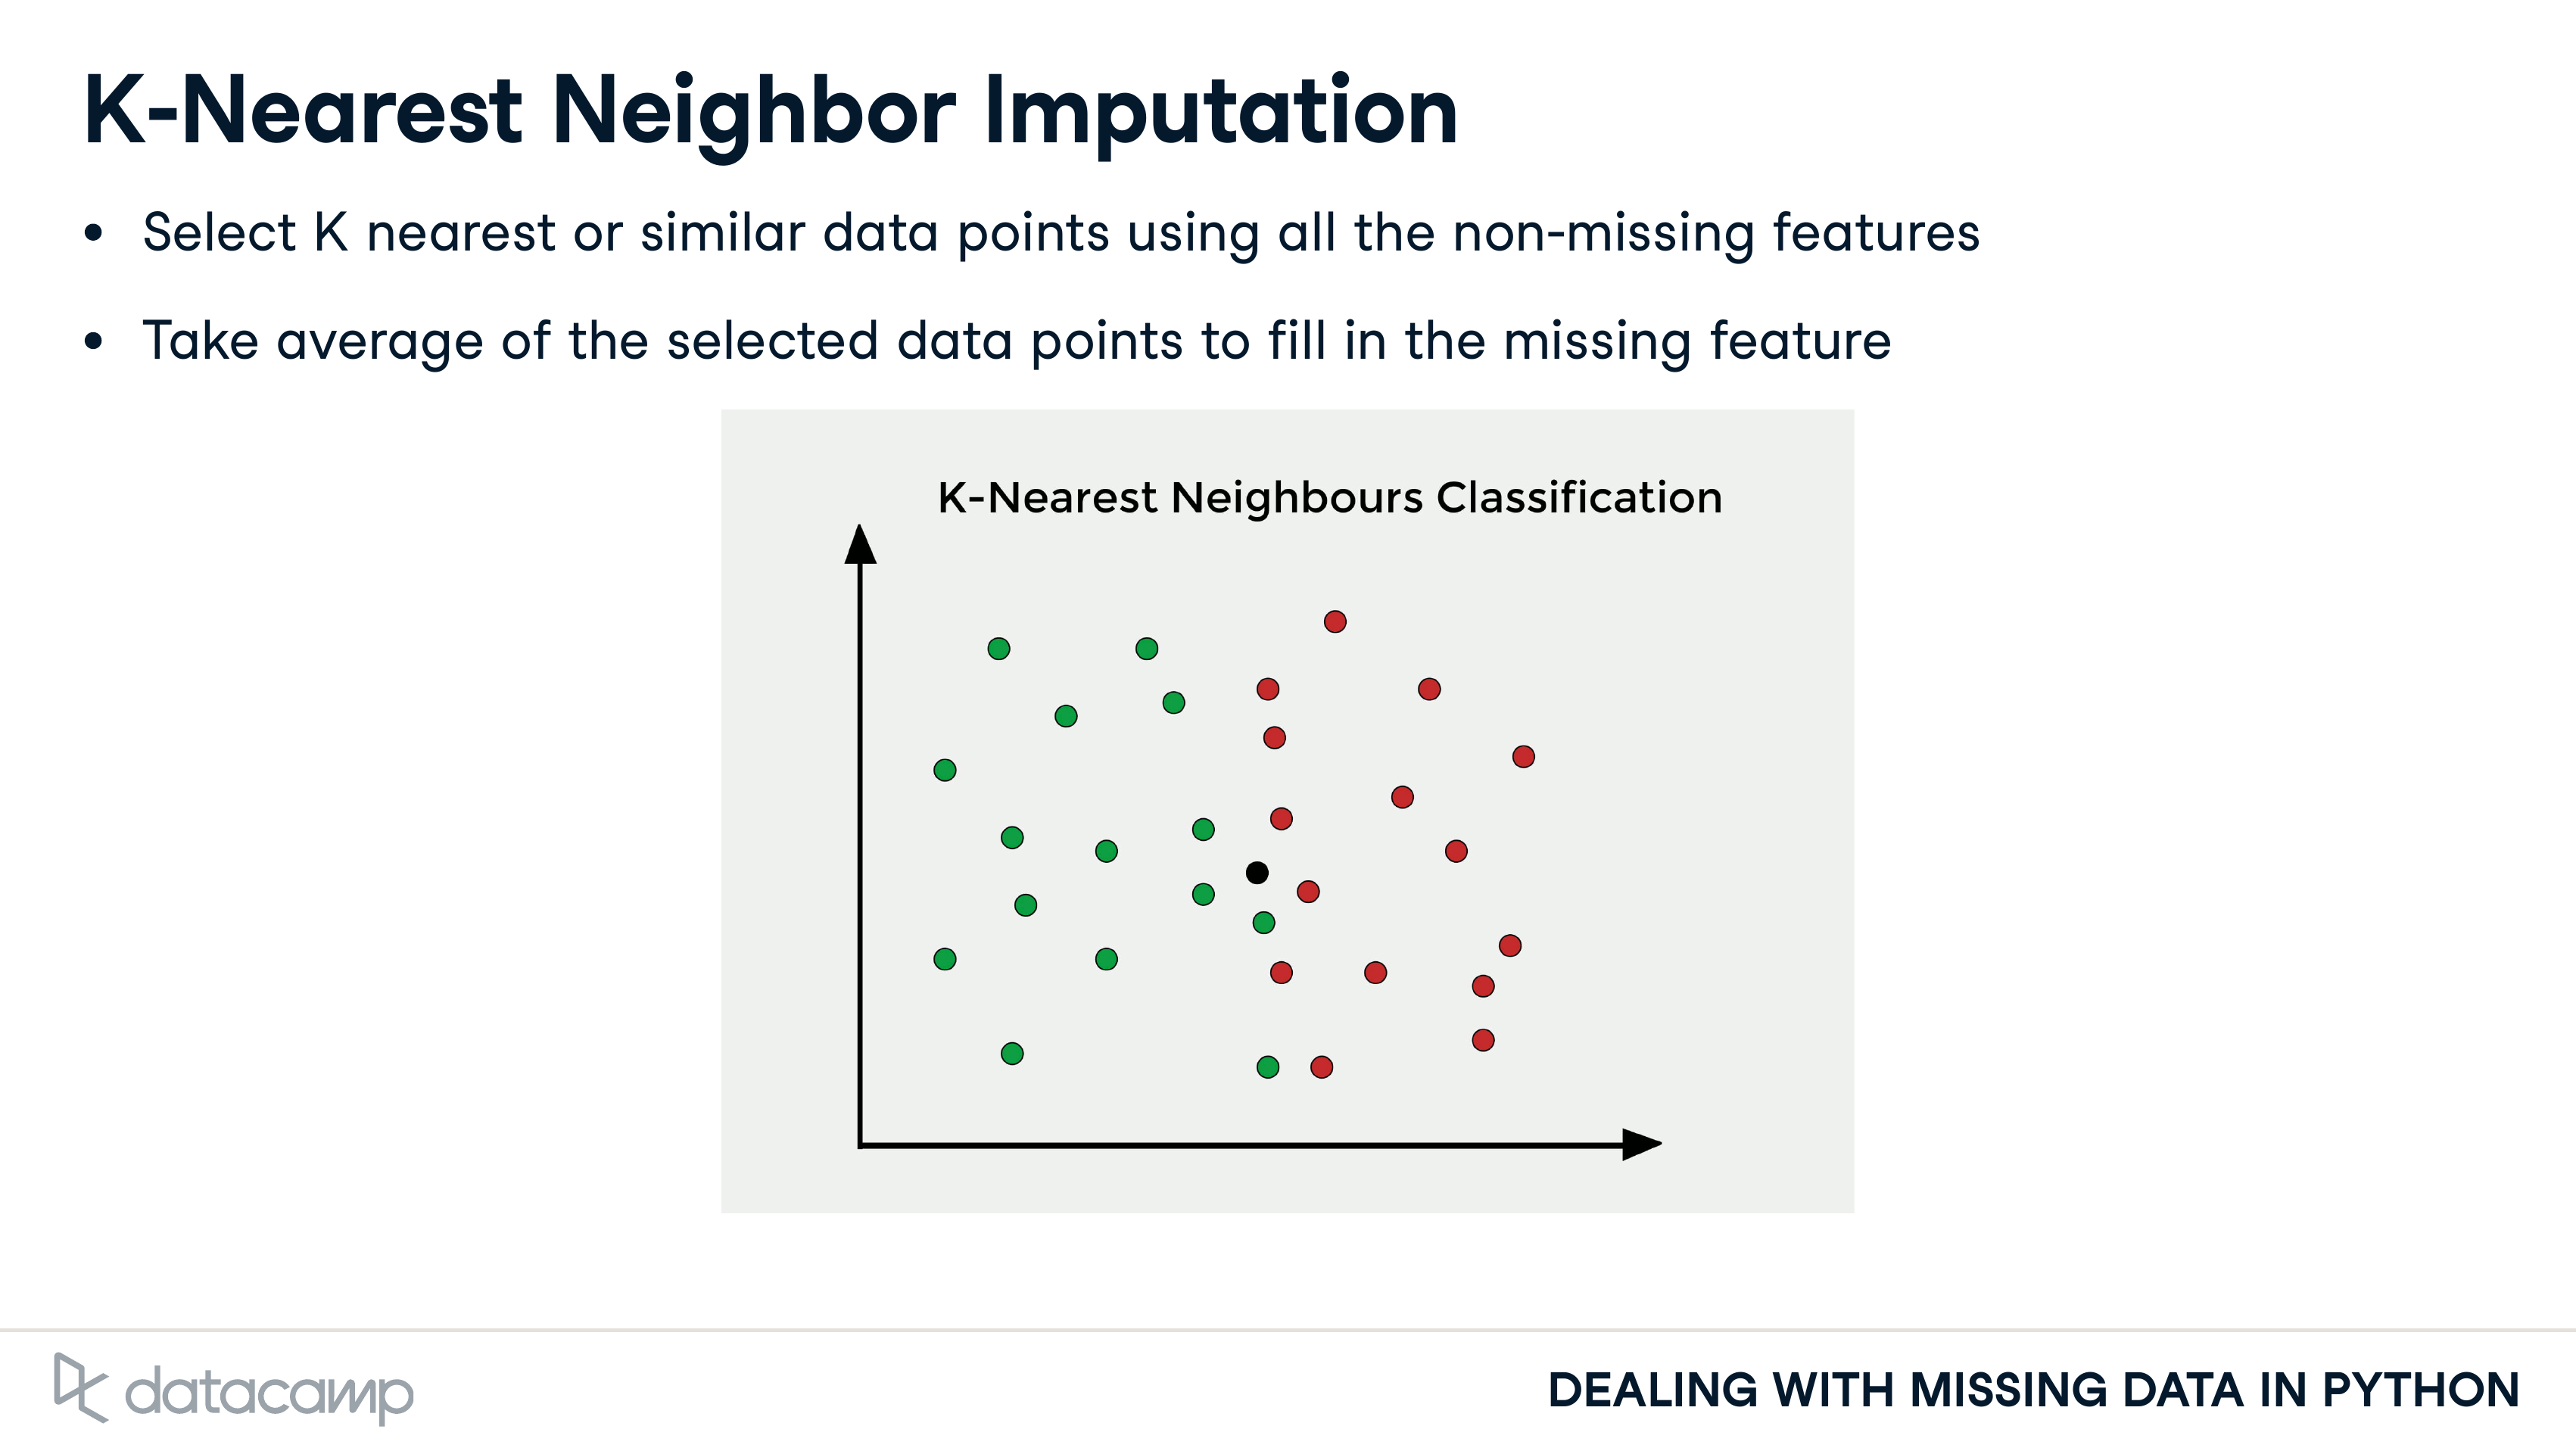 K-Nearest Neighbor Imputation
• Select K nearest or similar data points using all the non-missing features
• Take average of the selected data points to fill in the missing feature
K-Nearest Neighbours Classification
datacamp
DEALING WITH MISSING DATA IN PYTHON